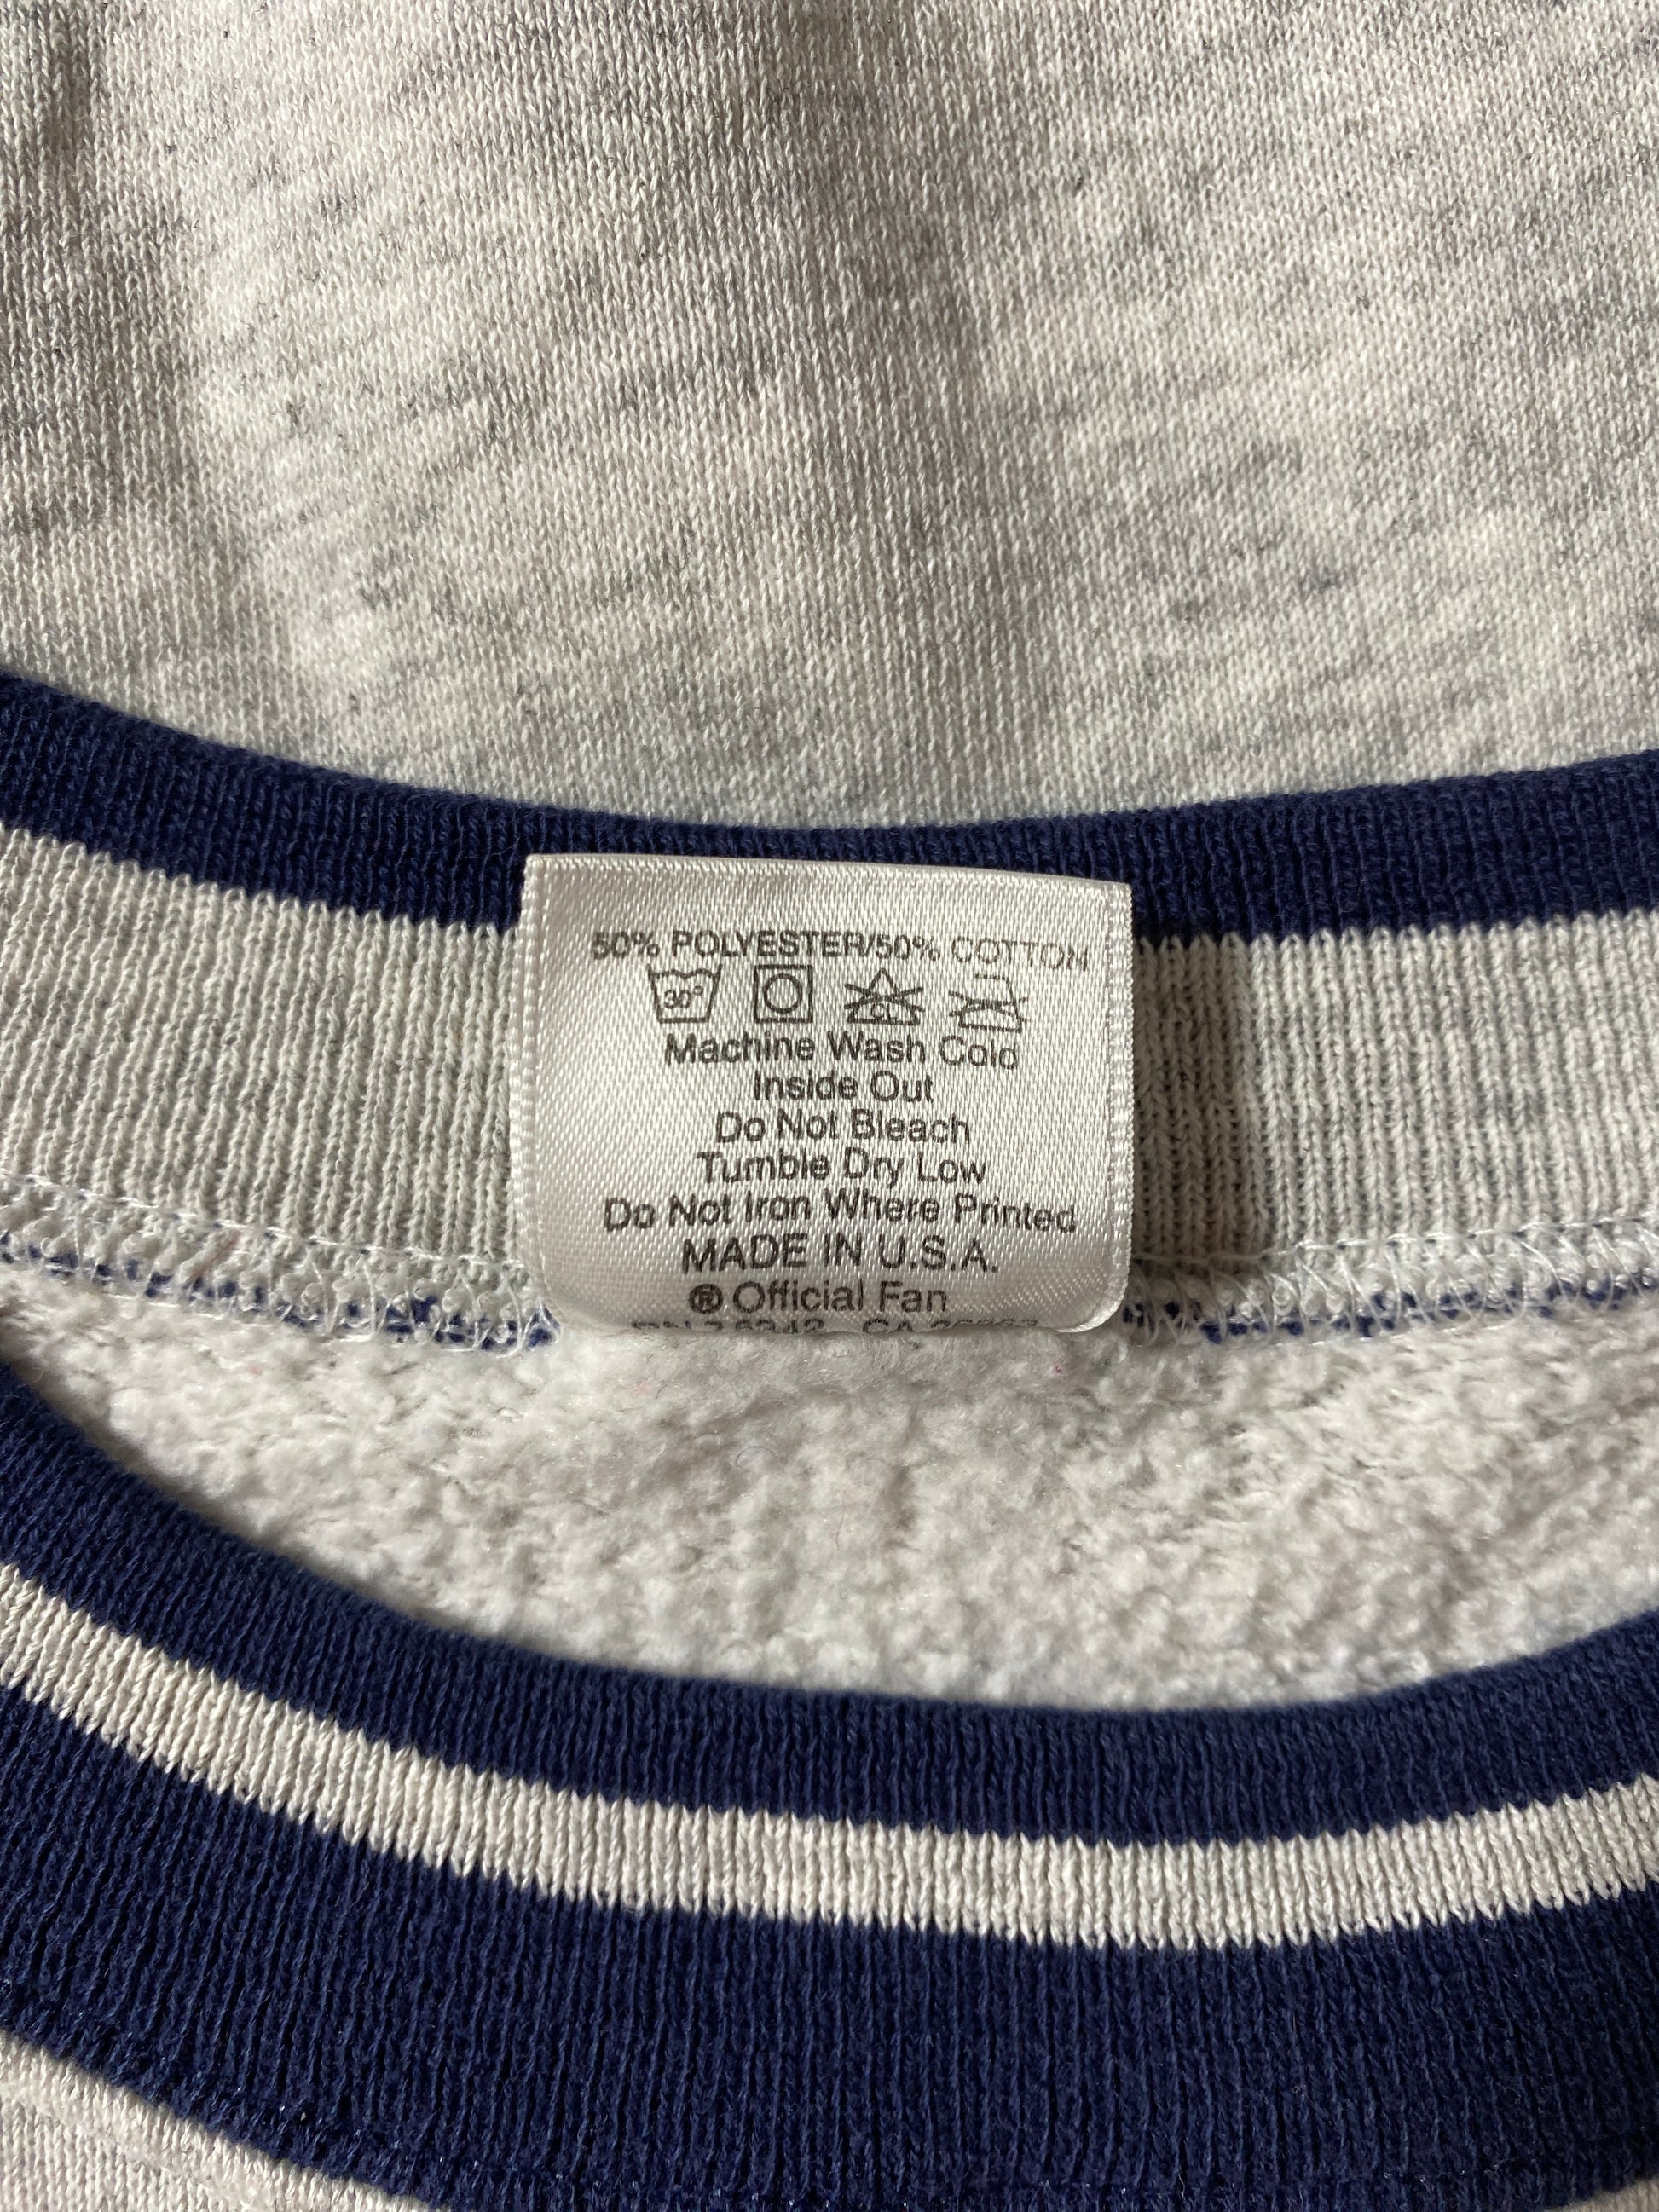 50% POLYESTER/50% COTTON
30°
Machine Wash Cold
Inside Out
Do Not Bleach
Tumble Dry Low
Do Not Iron Where Printed
MADE IN U.S.A.
® Official Fan